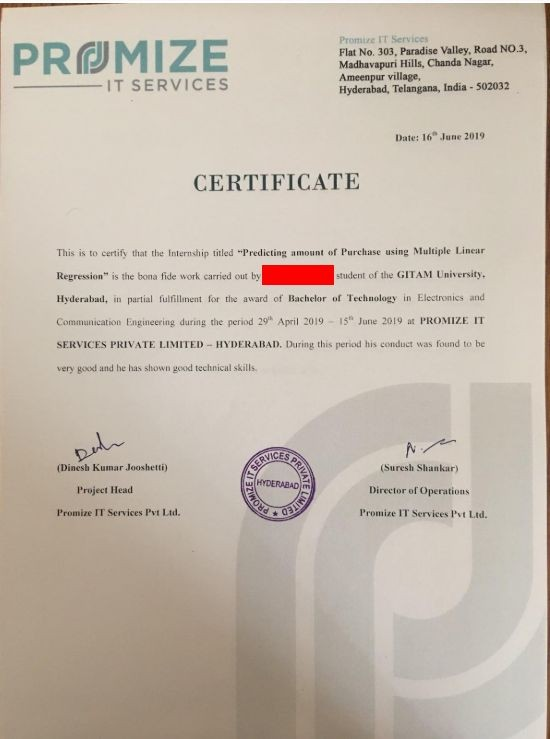 PROMIZE
IT SERVICES
Promize IT Services
Flat No. 303, Paradise Valley, Road NO.3,
Madhavapuri Hills, Chanda Nagar,
Ameenpur village,
Hyderabad, Telangana, India - 502032
Date: 16th June 2019
CERTIFICATE
This is to certify that the Internship titled “Predicting amount of Purchase using Multiple Linear
Regression” is the bona fide work carried out by student of the GITAM University,
Hyderabad, in partial fulfillment for the award of Bachelor of Technology in Electronics and
Communication Engineering during the period 29th April 2019 – 15th June 2019 at PROMIZE IT
SERVICES PRIVATE LIMITED – HYDERABAD. During this period his conduct was found to be
very good and he has shown good technical skills.
(Dinesh Kumar Jooshetti)
Project Head
Promize IT Services Pvt Ltd.
PROMIZE IT SERVICES PRIVATE LIMITED
HYDERABAD
(Suresh Shankar)
Director of Operations
Promize IT Services Pvt Ltd.